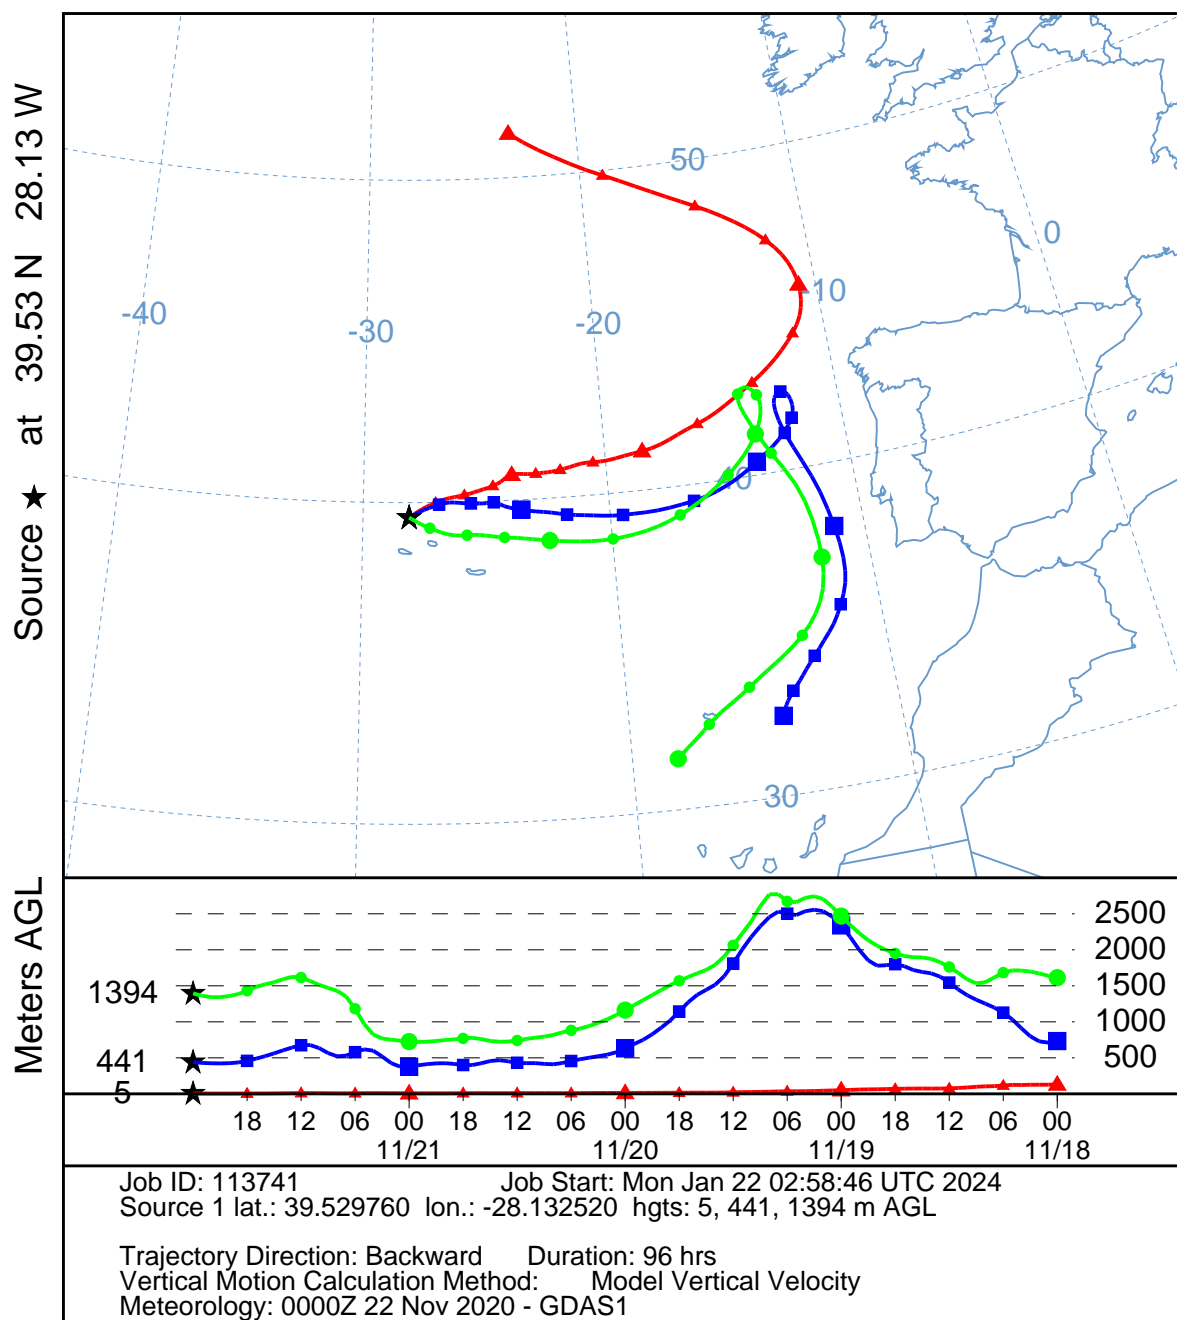 Source ★ at 39.53 N 28.13 W
50
0
-10
-40
-20
-30
40
30
Meters AGL
2500
2000
1500
1000
500
1394
441
5
18 12 06 00 18 12 06 00 18 12 06 00 18 12 06 00
11/21 11/20 11/19 11/18
Job ID: 113741 Job Start: Mon Jan 22 02:58:46 UTC 2024
Source 1 lat.: 39.529760 lon.: -28.132520 hgts: 5, 441, 1394 m AGL
Trajectory Direction: Backward Duration: 96 hrs
Vertical Motion Calculation Method: Model Vertical Velocity
Meteorology: 0000Z 22 Nov 2020 - GDAS1